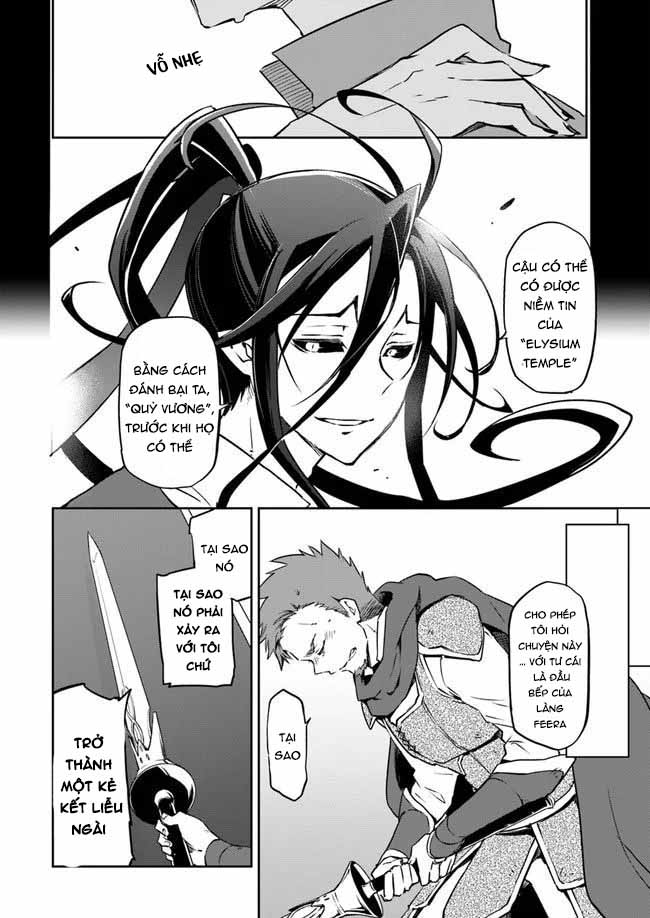 VỖ NHẸ
CẬU CÓ THỂ
CÓ ĐƯỢC
NIỀM TIN
CỦA
"ELYSIUM
TEMPLE"
BẰNG CÁCH
ĐÁNH BẠI TA,
"QUỶ VƯƠNG",
TRƯỚC KHI HỌ
CÓ THỂ
CHO PHÉP
TÔI HỎI
CHUYỆN NÀY
... VỚI TƯ CÁI
LÀ ĐẦU
BẾP CỦA
LÀNG
FEERA
TẠI SAO
TẠI SAO
NÓ
TẠI SAO
NÓ PHẢI
XẢY RA
VỚI TÔI
CHỨ
TRỞ
THÀNH
MỘT KẺ
KẾT LIỄU
NGÀI